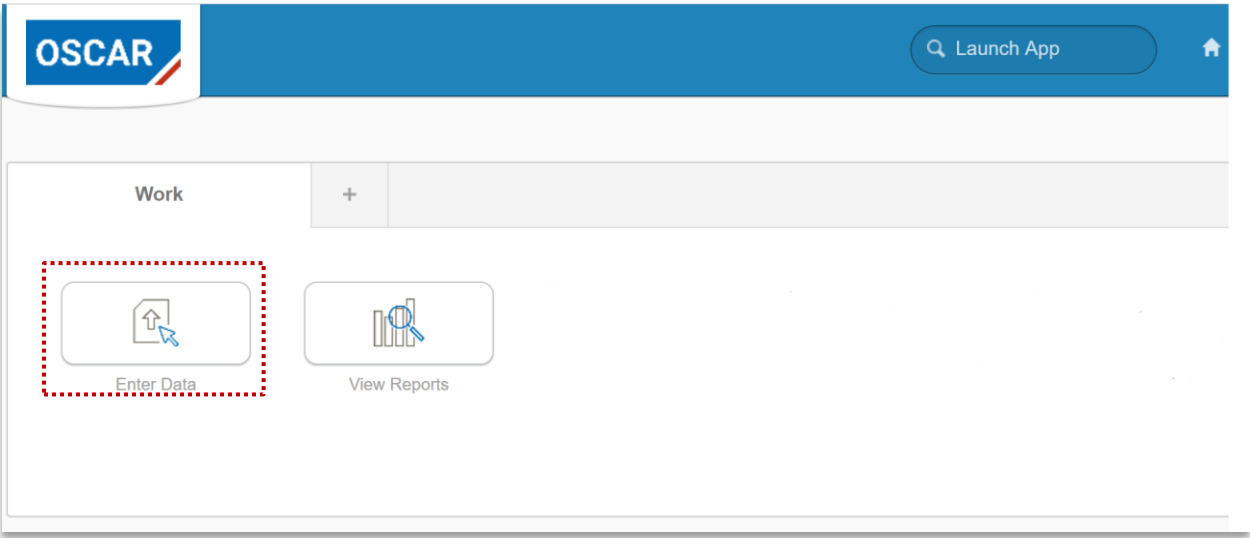 OSCAR
Launch App
Work
+
Enter Data
View Reports